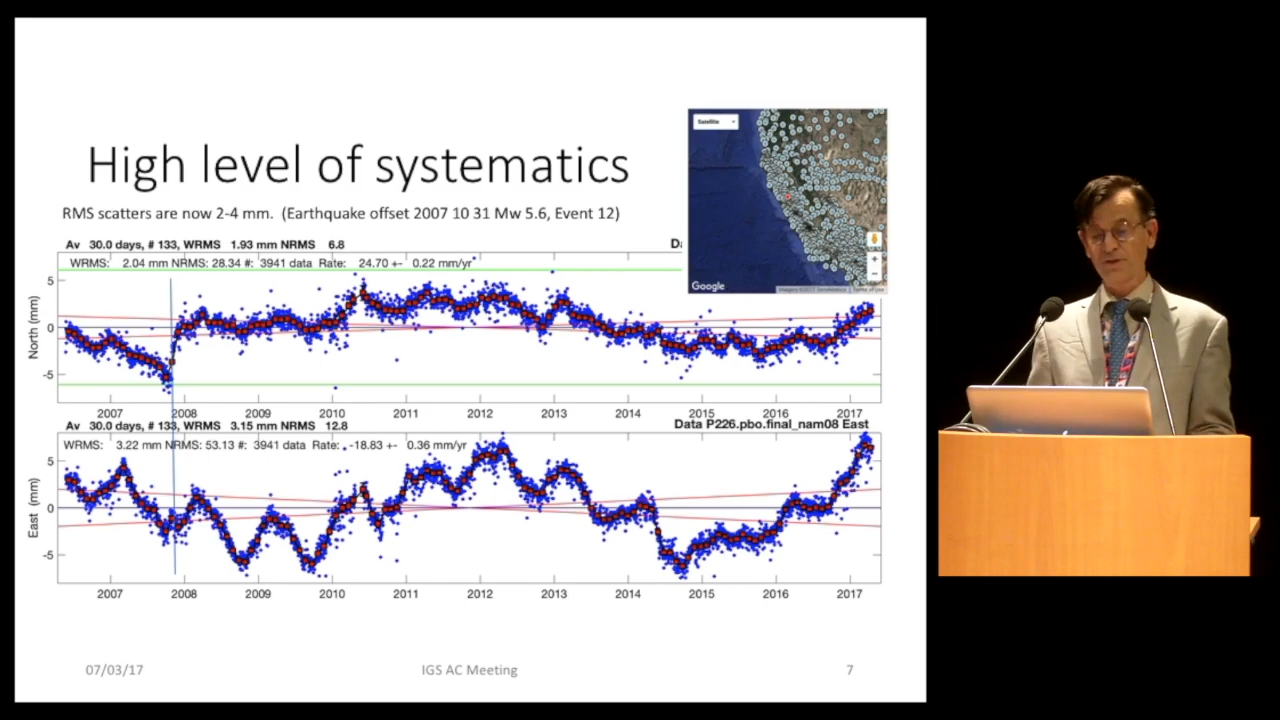 High level of systematics
RMS scatters are now 2-4 mm. (Earthquake offset 2007 10 31 Mw 5.6, Event 12)
Satellite
Google
Av 30.0 days, # 133, WRMS 1.93 mm NRMS 6.8
WRMS: 2.04 mm NRMS: 28.34 #: 3941 data Rate: 24.70 +- 0.22 mm/yr
North (mm)
5
0
-5
2007 2008 2009 2010 2011 2012 2013 2014 2015 2016 2017
Av 30.0 days, # 133, WRMS 3.15 mm NRMS 12.8 Data P226.pbo.final_nam08 East
WRMS: 3.22 mm NRMS: 53.13 #: 3941 data Rate: -18.83 +- 0.36 mm/yr
East (mm)
5
0
-5
2007 2008 2009 2010 2011 2012 2013 2014 2015 2016 2017
07/03/17 IGS AC Meeting 7